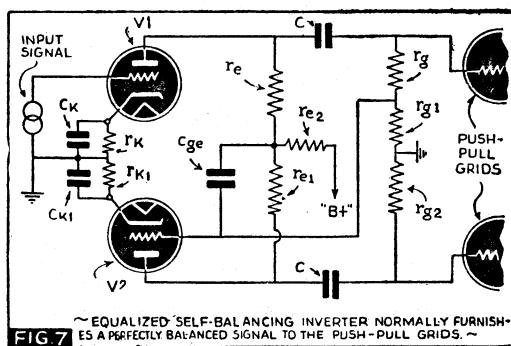 V1
C
INPUT
SIGNAL
re
rg
CK
re2
rg1
rK
Cge
PUSH-
PULL
GRIDS
rK1
re1
"B+"
rg2
CK1
C
V2
~ EQUALIZED SELF-BALANCING INVERTER NORMALLY FURNISH-
FIG.7 ES A PERFECTLY BALANCED SIGNAL TO THE PUSH-PULL GRIDS. ~